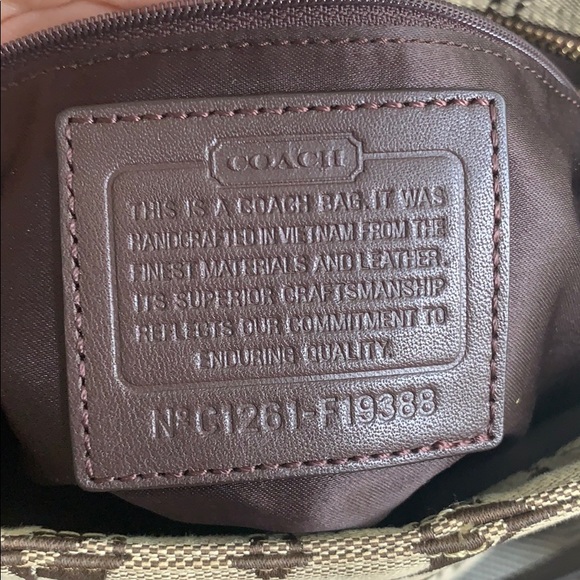 COACH
THIS IS A COACH BAG. IT WAS
HANDCRAFTED IN VIETNAM FROM THE
FINEST MATERIALS AND LEATHER.
ITS SUPERIOR CRAFTSMANSHIP
REFLECTS OUR COMMITMENT TO
ENDURING QUALITY.
Nº C1261-F19388